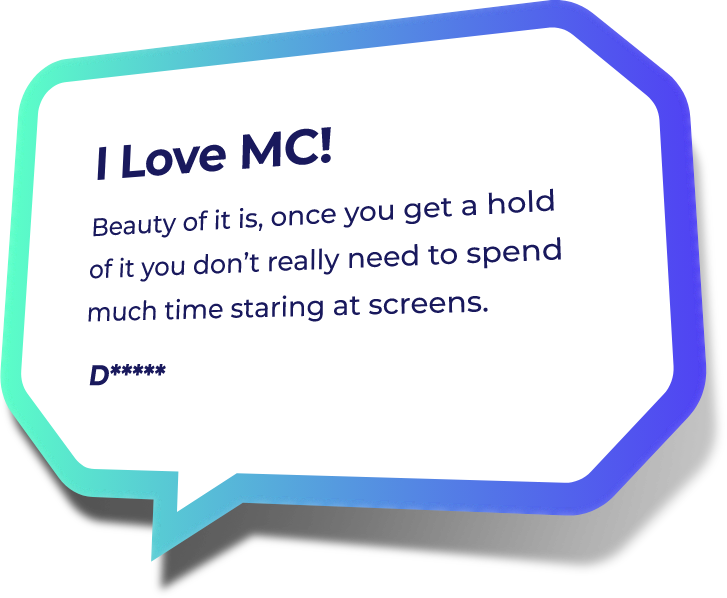 I Love MC!
Beauty of it is, once you get a hold
of it you don’t really need to spend
much time staring at screens.
D*****